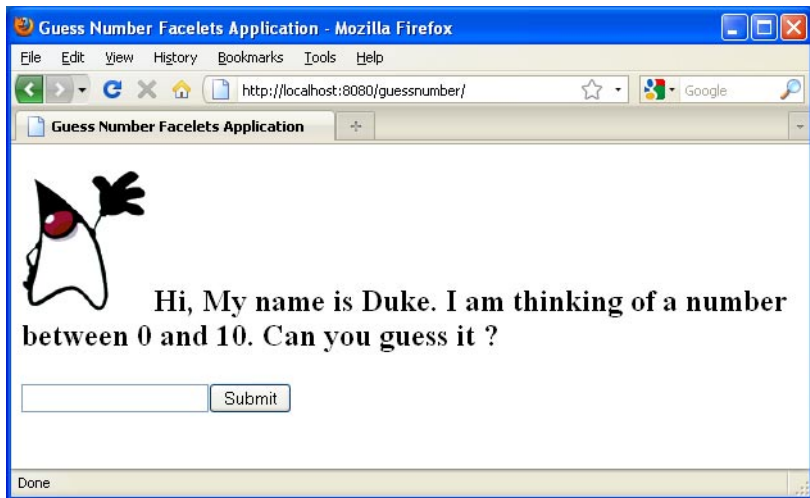 Guess Number Facelets Application - Mozilla Firefox
File Edit View History Bookmarks Tools Help
http://localhost:8080/guessnumber/ Google
Guess Number Facelets Application
Hi, My name is Duke. I am thinking of a number
between 0 and 10. Can you guess it ?
Submit
Done